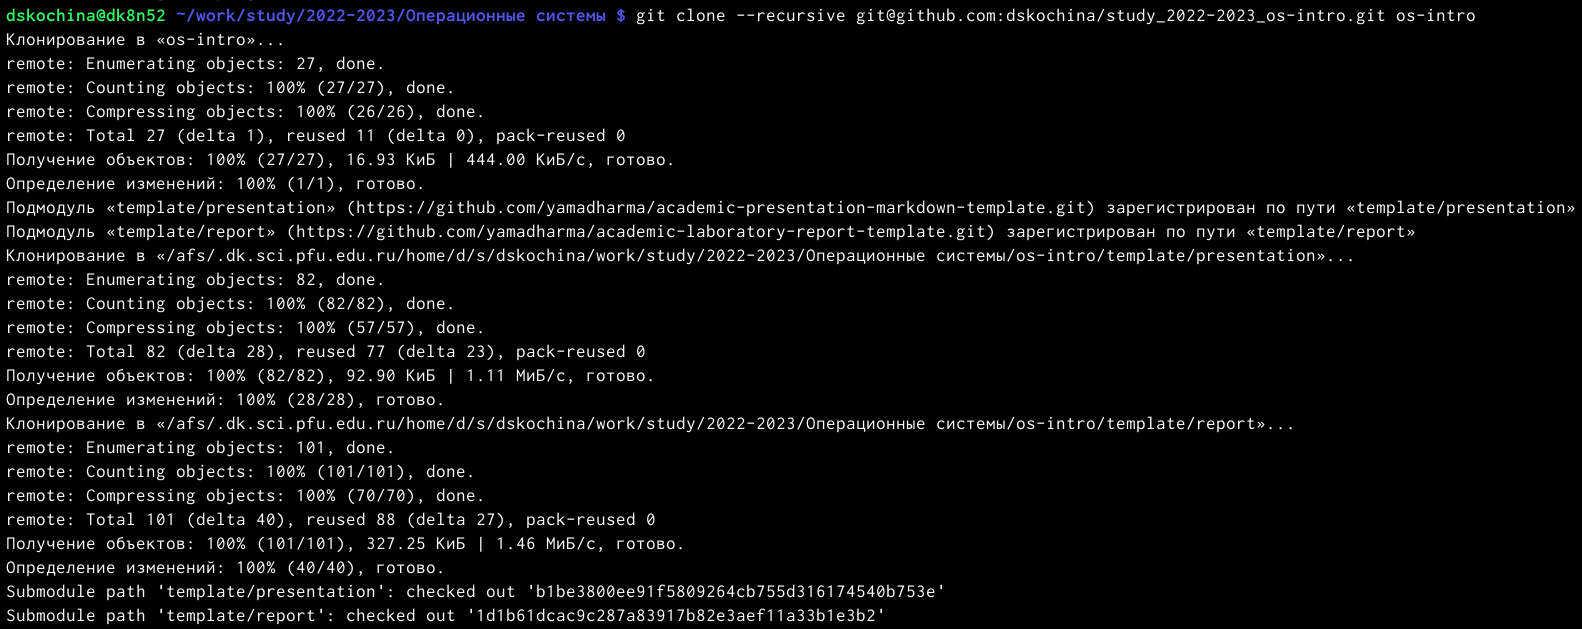 dskochina@dk8n52 ~/work/study/2022-2023/Операционные системы $ git clone --recursive git@github.com:dskochina/study_2022-2023_os-intro.git os-intro
Клонирование в «os-intro»...
remote: Enumerating objects: 27, done.
remote: Counting objects: 100% (27/27), done.
remote: Compressing objects: 100% (26/26), done.
remote: Total 27 (delta 1), reused 11 (delta 0), pack-reused 0
Получение объектов: 100% (27/27), 16.93 КиБ | 444.00 КиБ/с, готово.
Определение изменений: 100% (1/1), готово.
Подмодуль «template/presentation» (https://github.com/yamadharma/academic-presentation-markdown-template.git) зарегистрирован по пути «template/presentation»
Подмодуль «template/report» (https://github.com/yamadharma/academic-laboratory-report-template.git) зарегистрирован по пути «template/report»
Клонирование в «/afs/.dk.sci.pfu.edu.ru/home/d/s/dskochina/work/study/2022-2023/Операционные системы/os-intro/template/presentation»...
remote: Enumerating objects: 82, done.
remote: Counting objects: 100% (82/82), done.
remote: Compressing objects: 100% (57/57), done.
remote: Total 82 (delta 28), reused 77 (delta 23), pack-reused 0
Получение объектов: 100% (82/82), 92.90 КиБ | 1.11 МиБ/с, готово.
Определение изменений: 100% (28/28), готово.
Клонирование в «/afs/.dk.sci.pfu.edu.ru/home/d/s/dskochina/work/study/2022-2023/Операционные системы/os-intro/template/report»...
remote: Enumerating objects: 101, done.
remote: Counting objects: 100% (101/101), done.
remote: Compressing objects: 100% (70/70), done.
remote: Total 101 (delta 40), reused 88 (delta 27), pack-reused 0
Получение объектов: 100% (101/101), 327.25 КиБ | 1.46 МиБ/с, готово.
Определение изменений: 100% (40/40), готово.
Submodule path 'template/presentation': checked out 'b1be3800ee91f5809264cb755d316174540b753e'
Submodule path 'template/report': checked out '1d1b61dcac9c287a83917b82e3aef11a33b1e3b2'